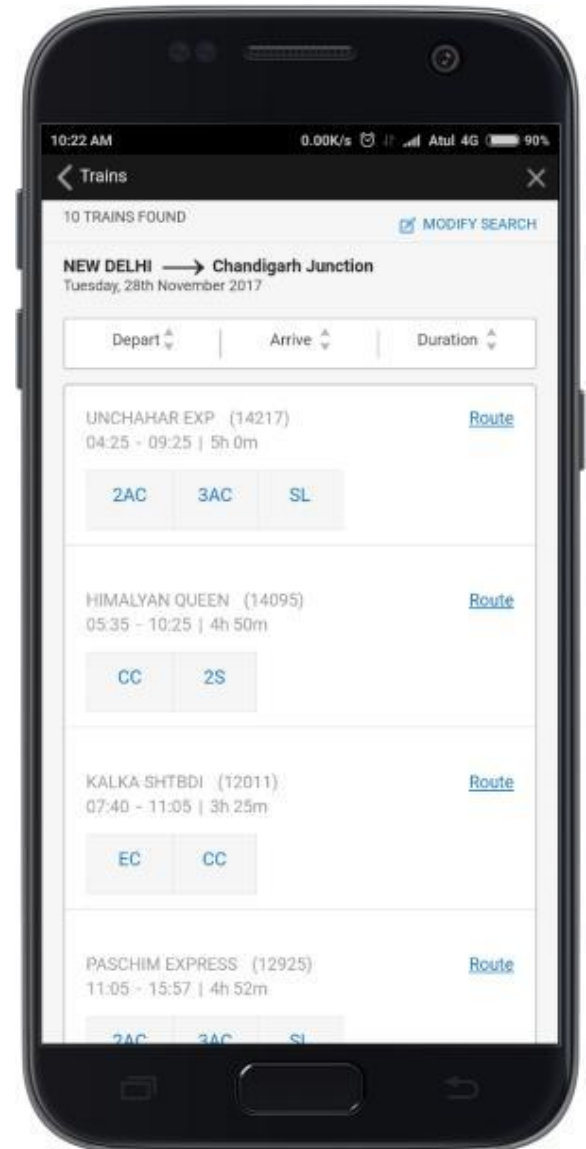 10:22 AM 0.00K/s Atul 4G 90%
Trains
10 TRAINS FOUND MODIFY SEARCH
NEW DELHI ⟶ Chandigarh Junction
Tuesday, 28th November 2017
Depart | Arrive | Duration
UNCHAHAR EXP (14217) Route
04:25 - 09:25 | 5h 0m
2AC 3AC SL
HIMALYAN QUEEN (14095) Route
05:35 - 10:25 | 4h 50m
CC 2S
KALKA SHTBDI (12011) Route
07:40 - 11:05 | 3h 25m
EC CC
PASCHIM EXPRESS (12925) Route
11:05 - 15:57 | 4h 52m
2AC 3AC SL